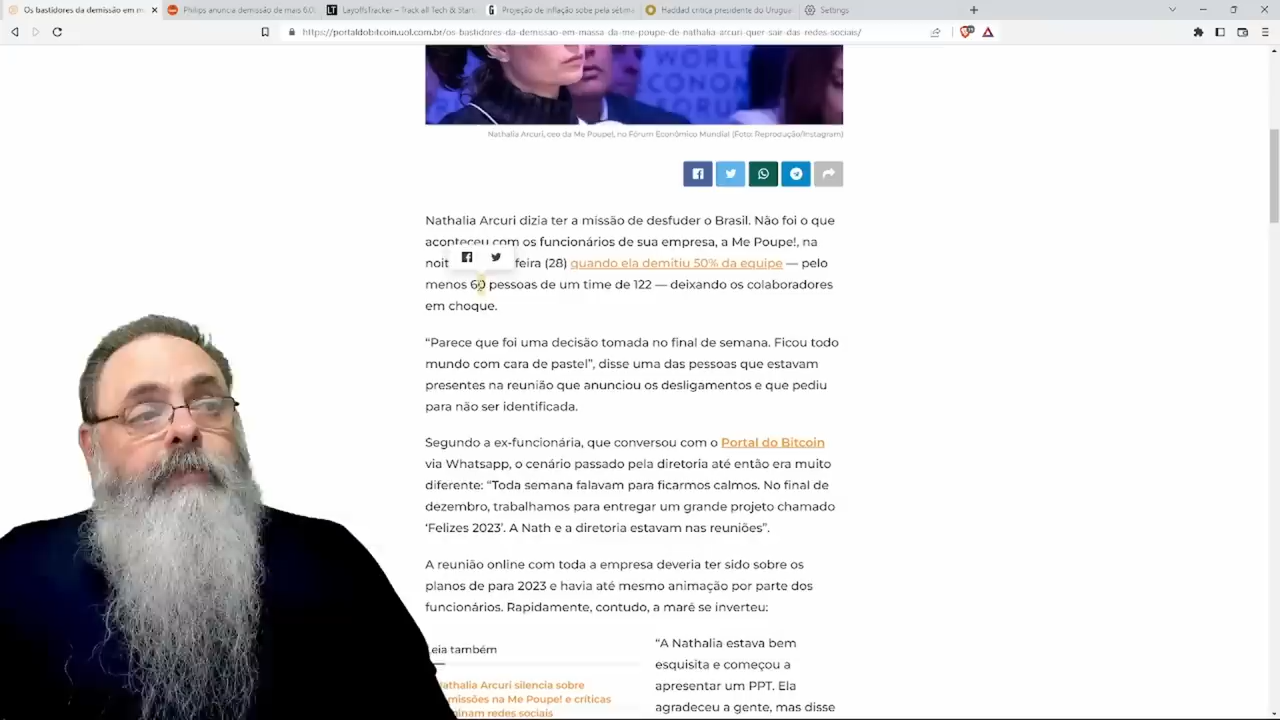 Os bastidores da demissão em m
Philips anuncia demissão de mais 6.0
LayoffsTracker – Track all Tech & Start
Projeção de inflação sobe pela sétim
Haddad critica presidente do Urugua
Settings
https://portaldobitcoin.uol.com.br/os-bastidores-da-demissao-em-massa-da-me-poupe-de-nathalia-arcuri-quer-sair-das-redes-sociais/
WORLD
ECONOMIC
FORUM
Nathalia Arcuri, ceo da Me Poupe!, no Fórum Econômico Mundial (Foto: Reprodução/Instagram)
Nathalia Arcuri dizia ter a missão de desfuder o Brasil. Não foi o que
aconteceu com os funcionários de sua empresa, a Me Poupe!, na
noit feira (28) quando ela demitiu 50% da equipe — pelo
menos 60 pessoas de um time de 122 — deixando os colaboradores
em choque.
“Parece que foi uma decisão tomada no final de semana. Ficou todo
mundo com cara de pastel”, disse uma das pessoas que estavam
presentes na reunião que anunciou os desligamentos e que pediu
para não ser identificada.
Segundo a ex-funcionária, que conversou com o Portal do Bitcoin
via Whatsapp, o cenário passado pela diretoria até então era muito
diferente: “Toda semana falavam para ficarmos calmos. No final de
dezembro, trabalhamos para entregar um grande projeto chamado
‘Felizes 2023’. A Nath e a diretoria estavam nas reuniões”.
A reunião online com toda a empresa deveria ter sido sobre os
planos de para 2023 e havia até mesmo animação por parte dos
funcionários. Rapidamente, contudo, a maré se inverteu:
eia também
athalia Arcuri silencia sobre
missões na Me Poupe! e críticas
inam redes sociais
“A Nathalia estava bem
esquisita e começou a
apresentar um PPT. Ela
agradeceu a gente, mas disse